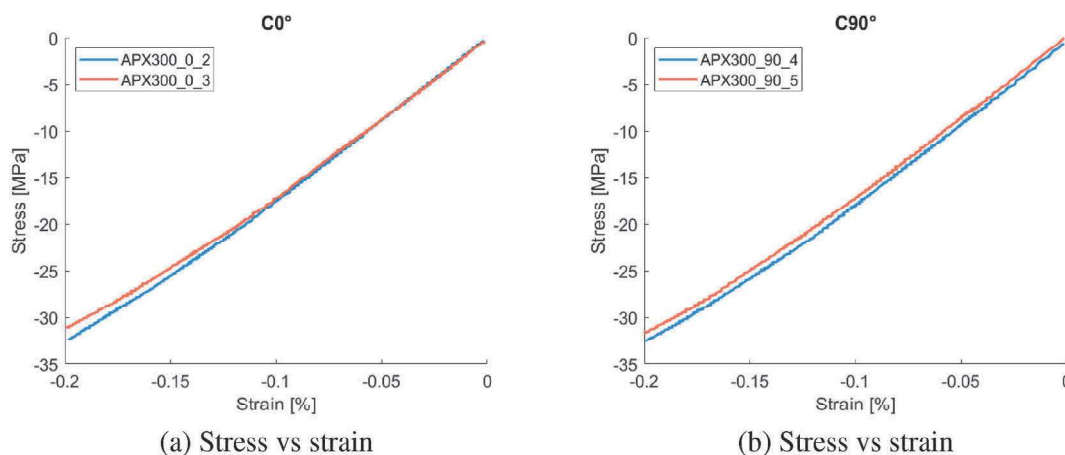 C0°
APX300_0_2
APX300_0_3
Stress [MPa]
0
-5
-10
-15
-20
-25
-30
-35
-0.2
-0.15
-0.1
-0.05
0
Strain [%]
(a) Stress vs strain
C90°
APX300_90_4
APX300_90_5
Stress [MPa]
0
-5
-10
-15
-20
-25
-30
-35
-0.2
-0.15
-0.1
-0.05
0
Strain [%]
(b) Stress vs strain